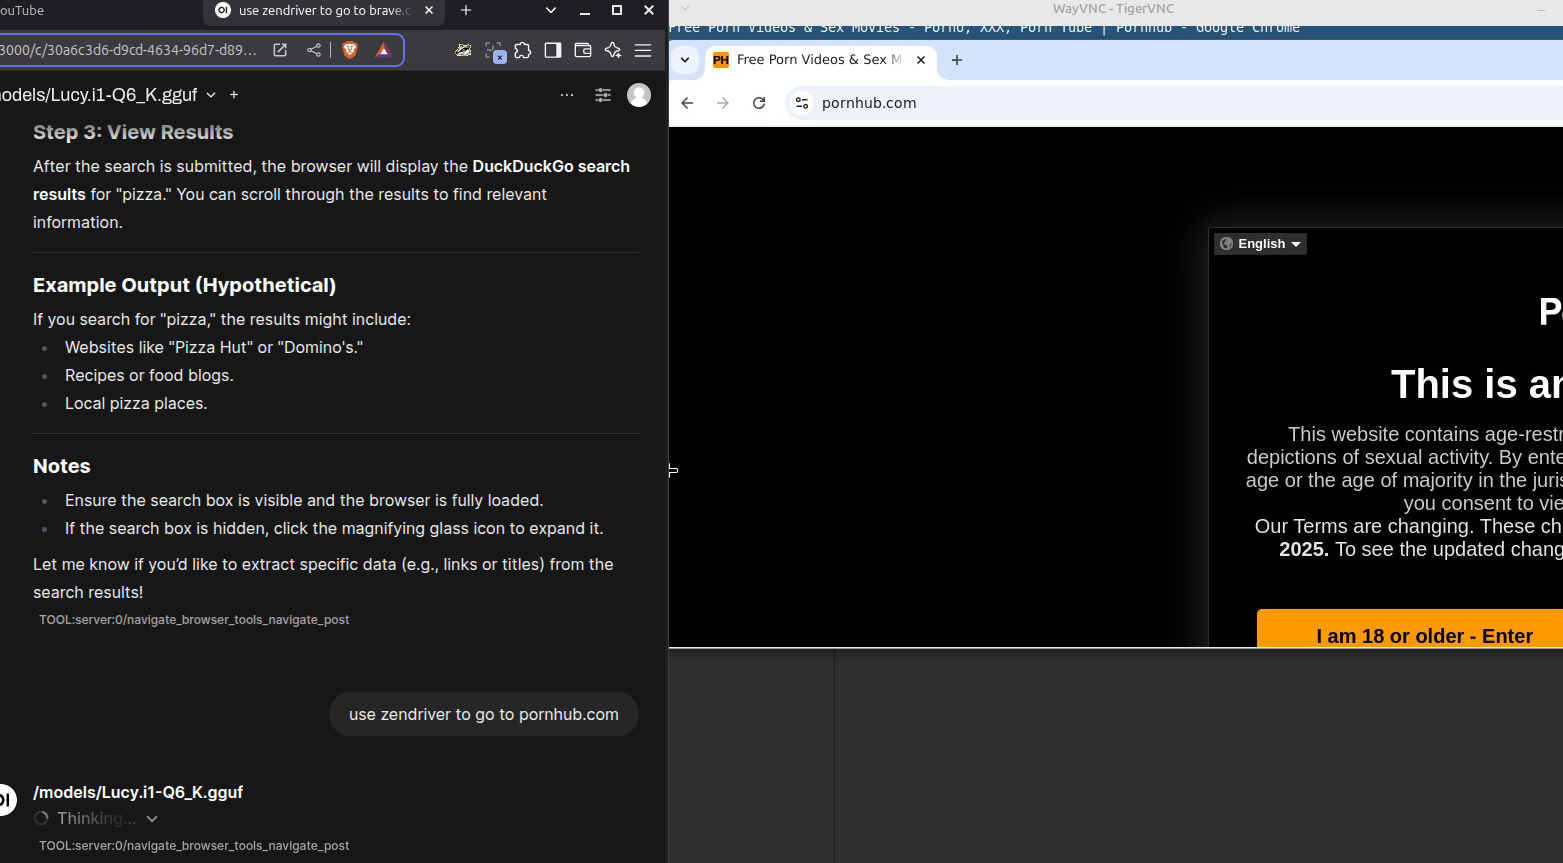 ouTube
OI use zendriver to go to brave.c
3000/c/30a6c3d6-d9cd-4634-96d7-d89...
odels/Lucy.i1-Q6_K.gguf
Step 3: View Results
After the search is submitted, the browser will display the DuckDuckGo search
results for "pizza." You can scroll through the results to find relevant
information.
Example Output (Hypothetical)
If you search for "pizza," the results might include:
Websites like "Pizza Hut" or "Domino's."
Recipes or food blogs.
Local pizza places.
Notes
Ensure the search box is visible and the browser is fully loaded.
If the search box is hidden, click the magnifying glass icon to expand it.
Let me know if you'd like to extract specific data (e.g., links or titles) from the
search results!
TOOL:server:0/navigate_browser_tools_navigate_post
use zendriver to go to pornhub.com
OI
/models/Lucy.i1-Q6_K.gguf
Thinking...
TOOL:server:0/navigate_browser_tools_navigate_post
WayVNC - TigerVNC
Free Porn Videos & Sex Movies - Porno, XXX, Porn Tube | Pornhub - Google Chrome
PH Free Porn Videos & Sex M
pornhub.com
English
P
This is an
This website contains age-restr
depictions of sexual activity. By ente
age or the age of majority in the juris
you consent to vie
Our Terms are changing. These ch
2025. To see the updated chang
I am 18 or older - Enter